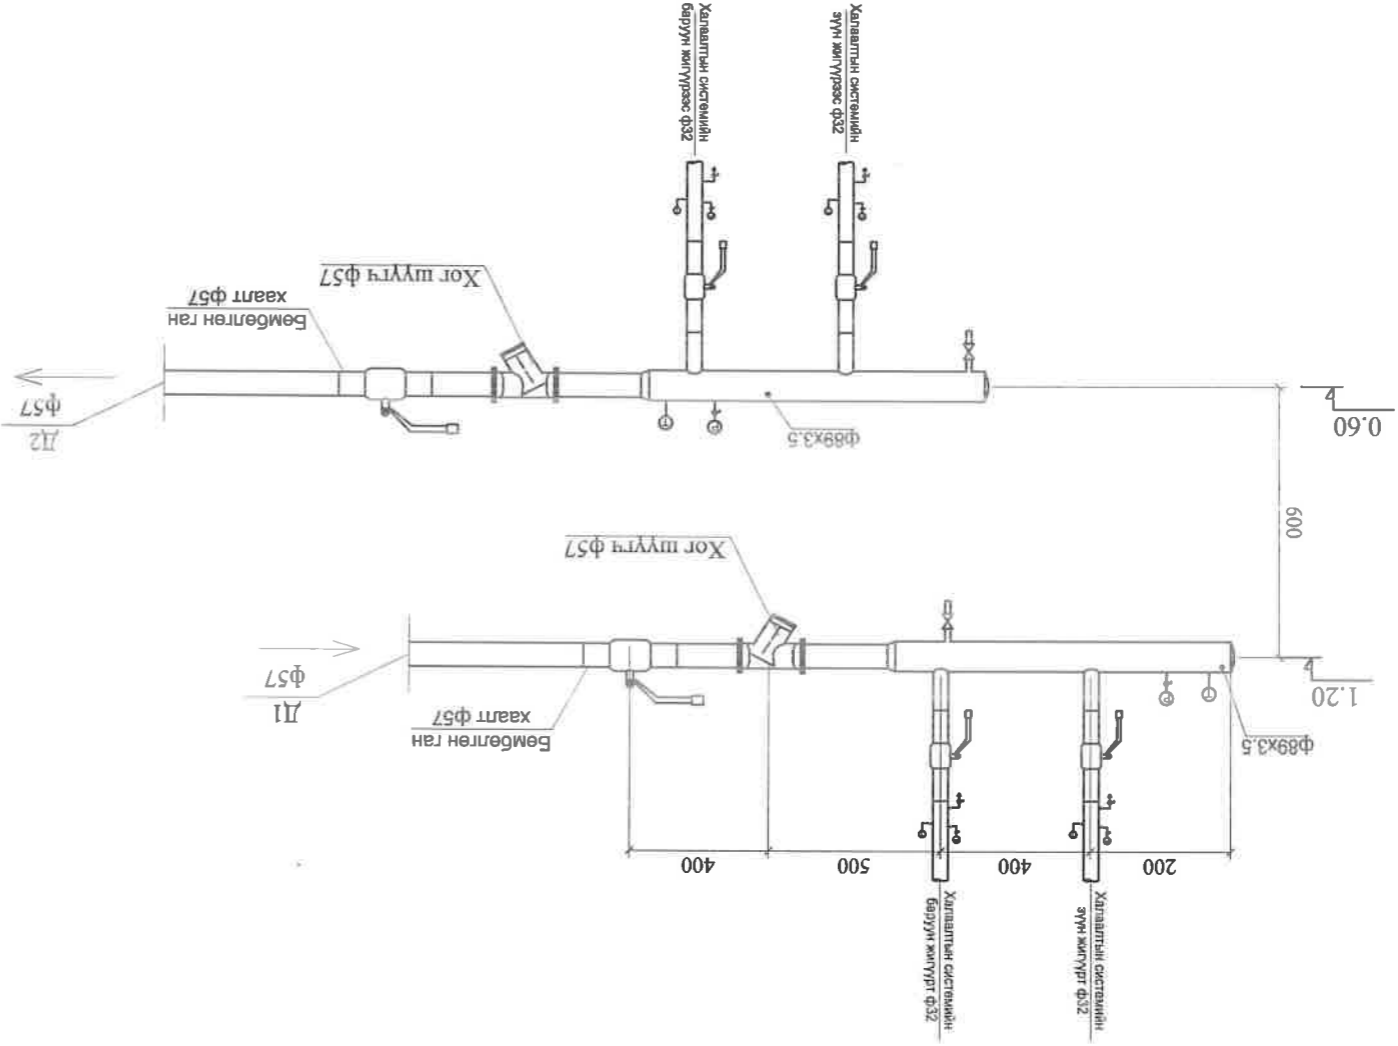 Халаалтын системийн
зүүн жигүүрт ф32
Халаалтын системийн
баруун жигүүрт ф32
200
400
500
400
ф89х3.5
Бөмбөлгөн ган
хаалт ф57
Д1
ф57
1.20
T
P
Хог шүүгч ф57
600
0.60
ф89х3.5
P
T
Д2
ф57
Бөмбөлгөн ган
хаалт ф57
Хог шүүгч ф57
Халаалтын системийн
зүүн жигүүрээс ф32
Халаалтын системийн
баруун жигүүрээс ф32